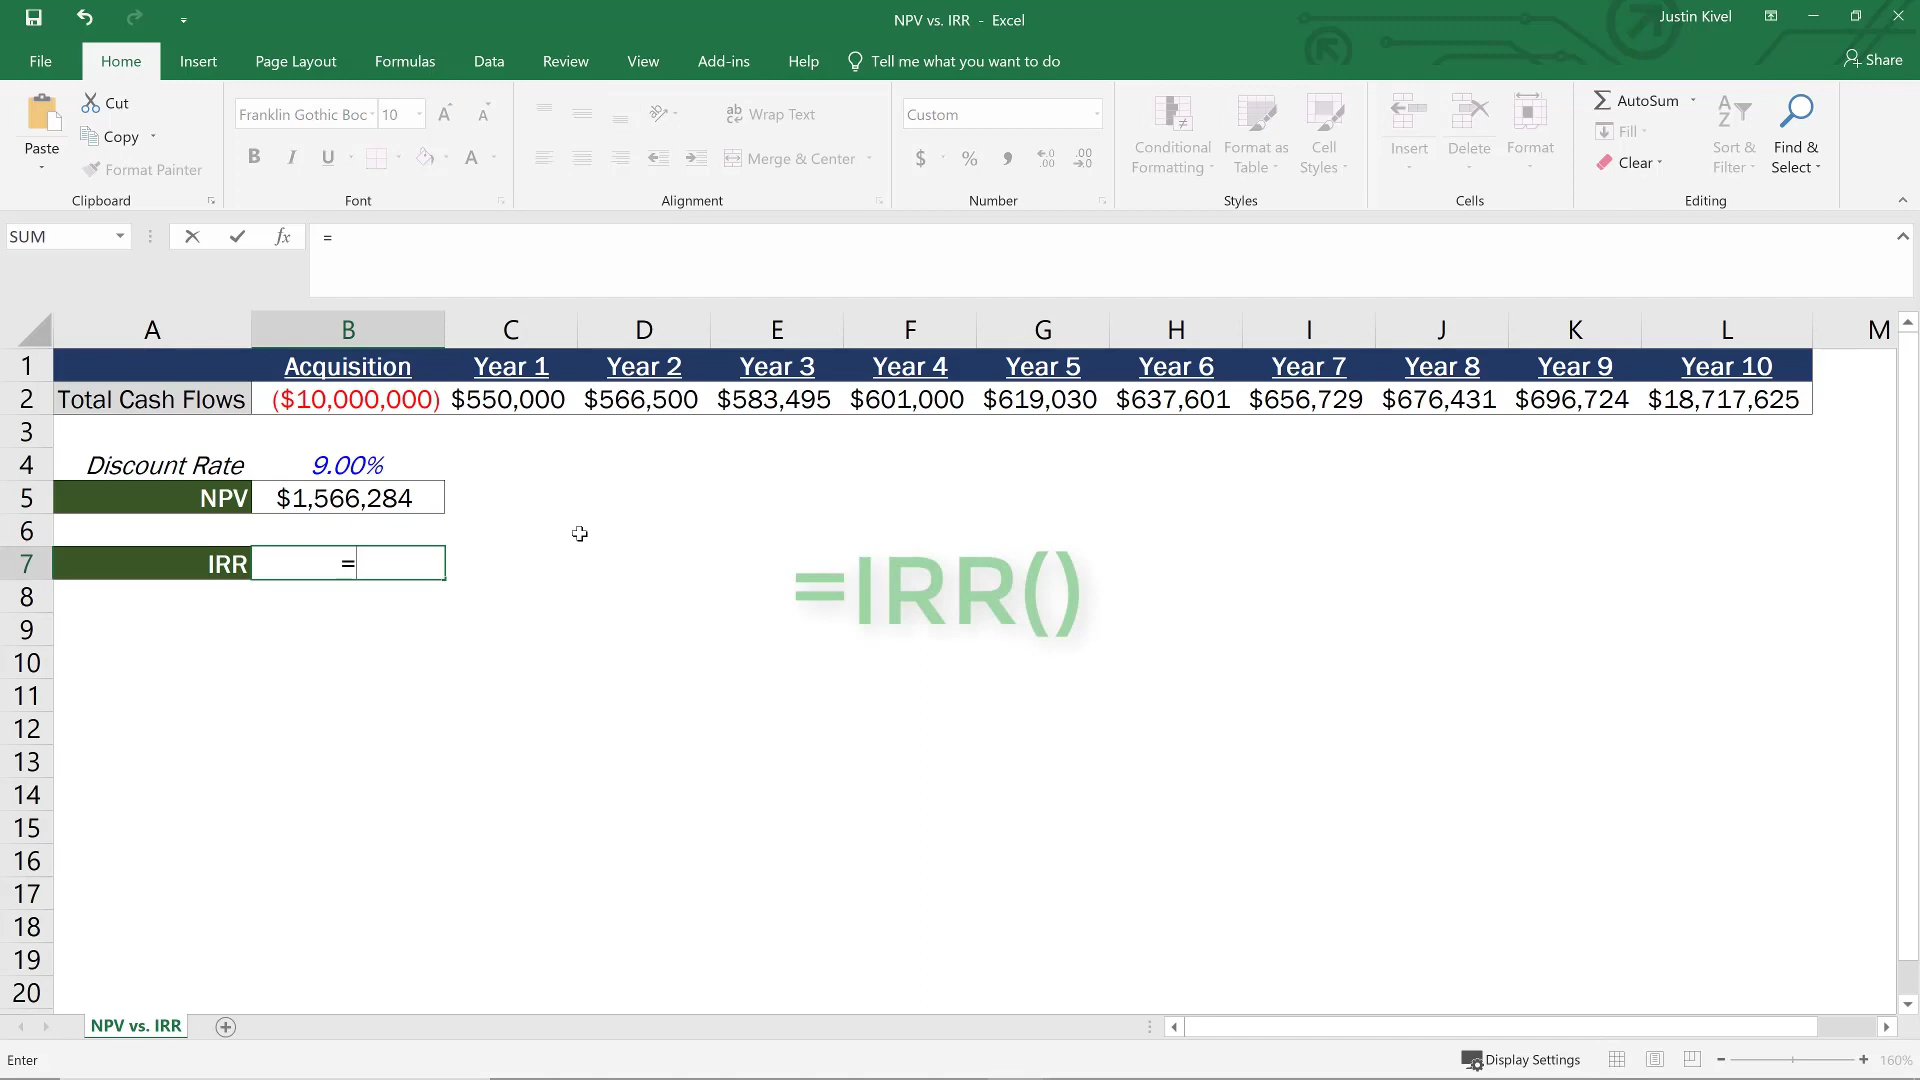 NPV vs. IRR - Excel
Justin Kivel
File Home Insert Page Layout Formulas Data Review View Add-ins Help Tell me what you want to do Share
Paste
Cut
Copy
Format Painter
Clipboard
Franklin Gothic Boc 10
B I U A
Font
Wrap Text
Merge & Center
Alignment
Custom
$ % ,
Number
Conditional Formatting
Format as Table
Cell Styles
Styles
Insert Delete Format
Cells
AutoSum
Fill
Clear
Sort & Filter
Find & Select
Editing
SUM fx =
A B C D E F G H I J K L M
1 Acquisition Year 1 Year 2 Year 3 Year 4 Year 5 Year 6 Year 7 Year 8 Year 9 Year 10
2 Total Cash Flows ($10,000,000) $550,000 $566,500 $583,495 $601,000 $619,030 $637,601 $656,729 $676,431 $696,724 $18,717,625
3
4 Discount Rate 9.00%
5 NPV $1,566,284
6
7 IRR =
=IRR()
8
9
10
11
12
13
14
15
16
17
18
19
20
NPV vs. IRR
Enter
Display Settings
160%